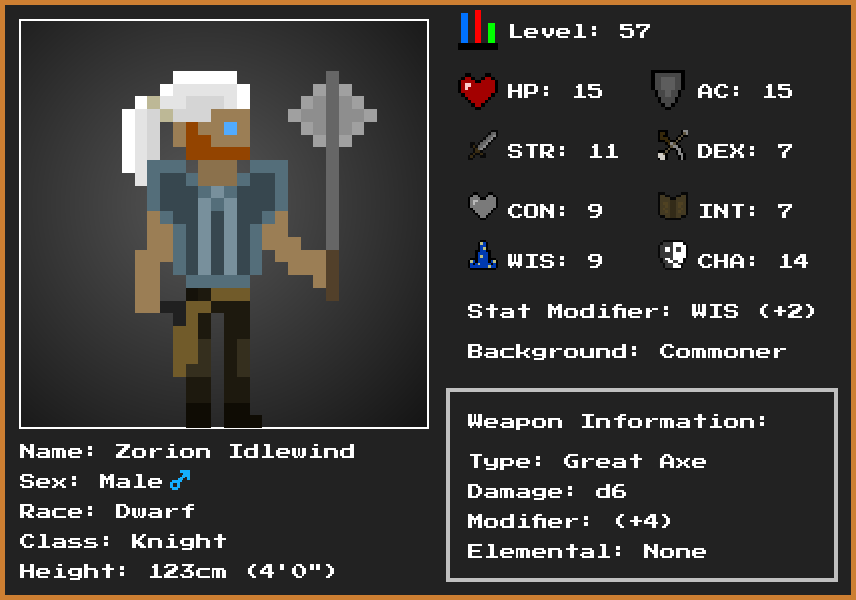 Level: 57
HP: 15
AC: 15
STR: 11
DEX: 7
CON: 9
INT: 7
WIS: 9
CHA: 14
Stat Modifier: WIS (+2)
Background: Commoner
Weapon Information:
Type: Great Axe
Damage: d6
Modifier: (+4)
Elemental: None
Name: Zorion Idlewind
Sex: Male♂
Race: Dwarf
Class: Knight
Height: 123cm (4'0")